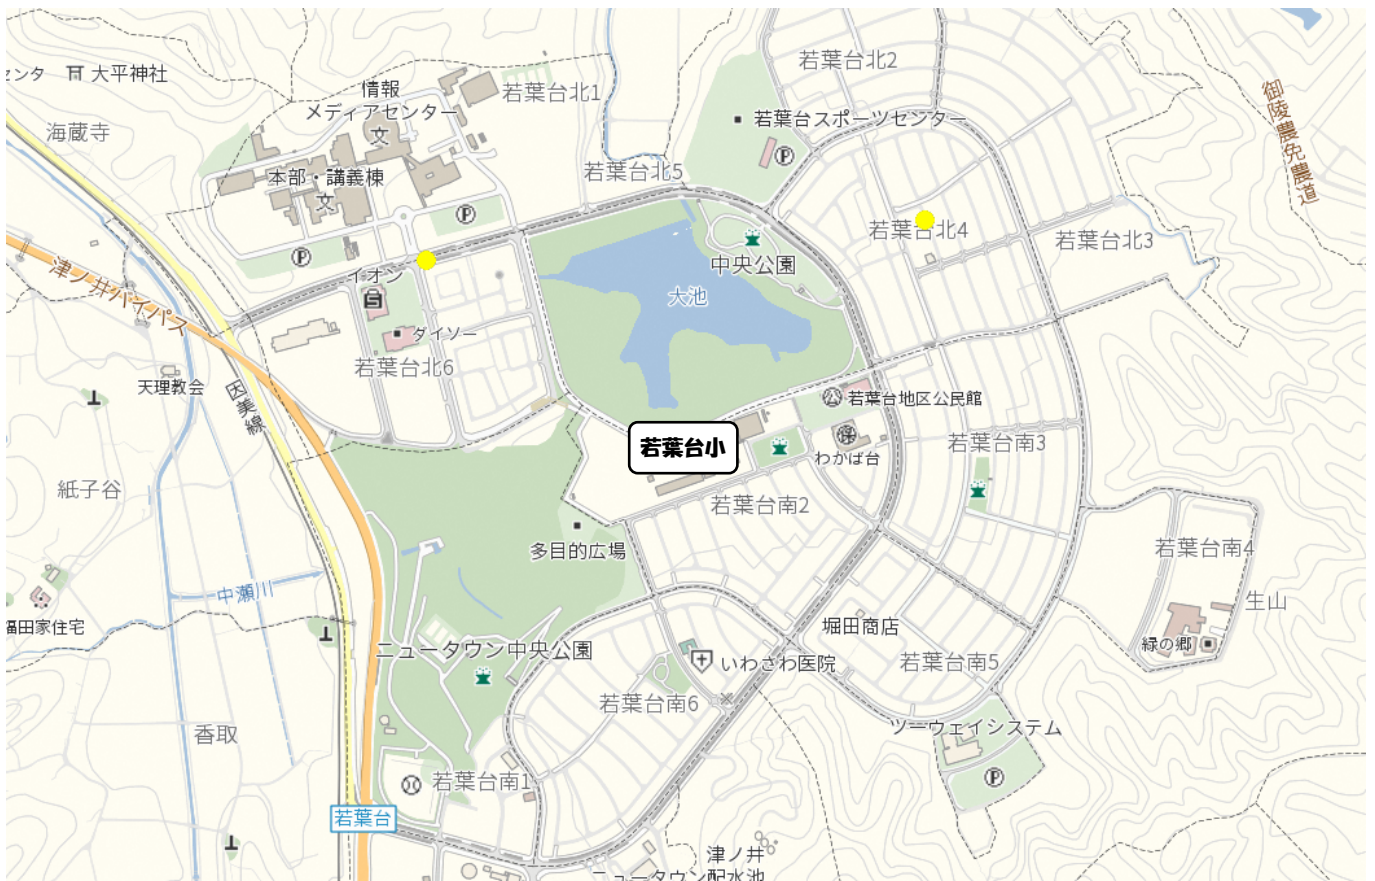 若葉台北2
センタ
大平神社
情報
メディアセンター
若葉台北1
御陵農免農道
若葉台スポーツセンター
海蔵寺
文
P
若葉台北5
本部・講義棟
文
P
若葉台北4
若葉台北3
P
中央公園
津ノ井バイパス
イオン
大池
ダイソー
若葉台北6
天理教会
因美線
若葉台地区公民館
若葉台小
わかば台
若葉台南3
紙子谷
若葉台南2
多目的広場
若葉台南4
中瀬川
生山
福田家住宅
堀田商店
緑の郷
ニュータウン中央公園
いわさわ医院
若葉台南5
若葉台南6
香取
ツーウェイシステム
若葉台南1
P
若葉台
津ノ井
ニュータウン配水池